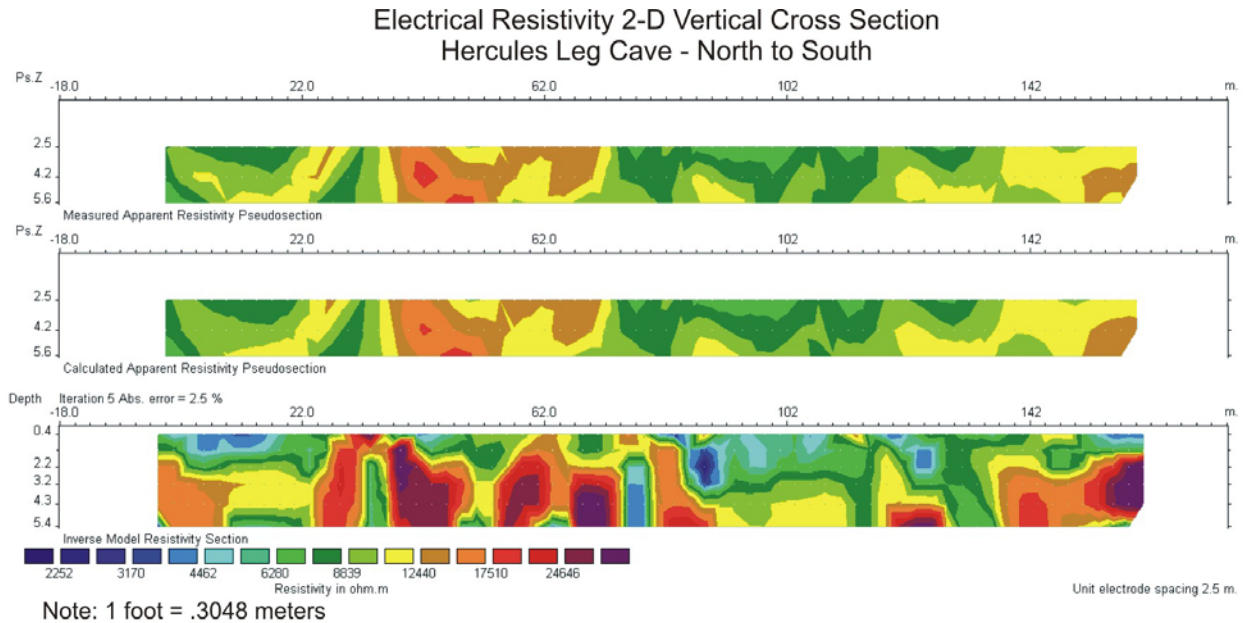 Electrical Resistivity 2-D Vertical Cross Section
Hercules Leg Cave - North to South
Ps.Z -18.0 22.0 62.0 102 142 m.
2.5
4.2
5.6
Measured Apparent Resistivity Pseudosection
Ps.Z -18.0 22.0 62.0 102 142 m.
2.5
4.2
5.6
Calculated Apparent Resistivity Pseudosection
Depth Iteration 5 Abs. error = 2.5 %
-18.0 22.0 62.0 102 142 m.
0.4
2.2
3.2
4.3
5.4
Inverse Model Resistivity Section
2252 3170 4462 6280 8839 12440 17510 24646
Resistivity in ohm.m Unit electrode spacing 2.5 m.
Note: 1 foot = .3048 meters